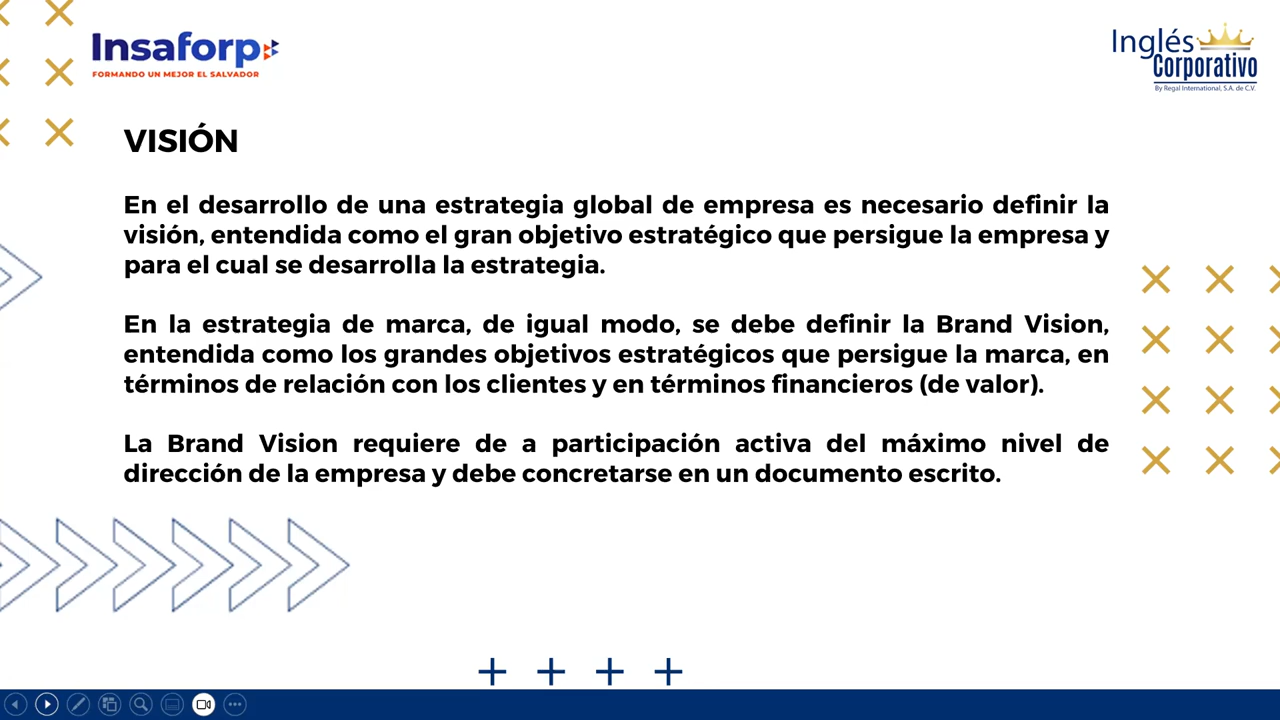 Insaforp
FORMANDO UN MEJOR EL SALVADOR
Inglés
Corporativo
By Regal International, S.A. de C.V.
VISIÓN
En el desarrollo de una estrategia global de empresa es necesario definir la
visión, entendida como el gran objetivo estratégico que persigue la empresa y
para el cual se desarrolla la estrategia.
En la estrategia de marca, de igual modo, se debe definir la Brand Vision,
entendida como los grandes objetivos estratégicos que persigue la marca, en
términos de relación con los clientes y en términos financieros (de valor).
La Brand Vision requiere de a participación activa del máximo nivel de
dirección de la empresa y debe concretarse en un documento escrito.